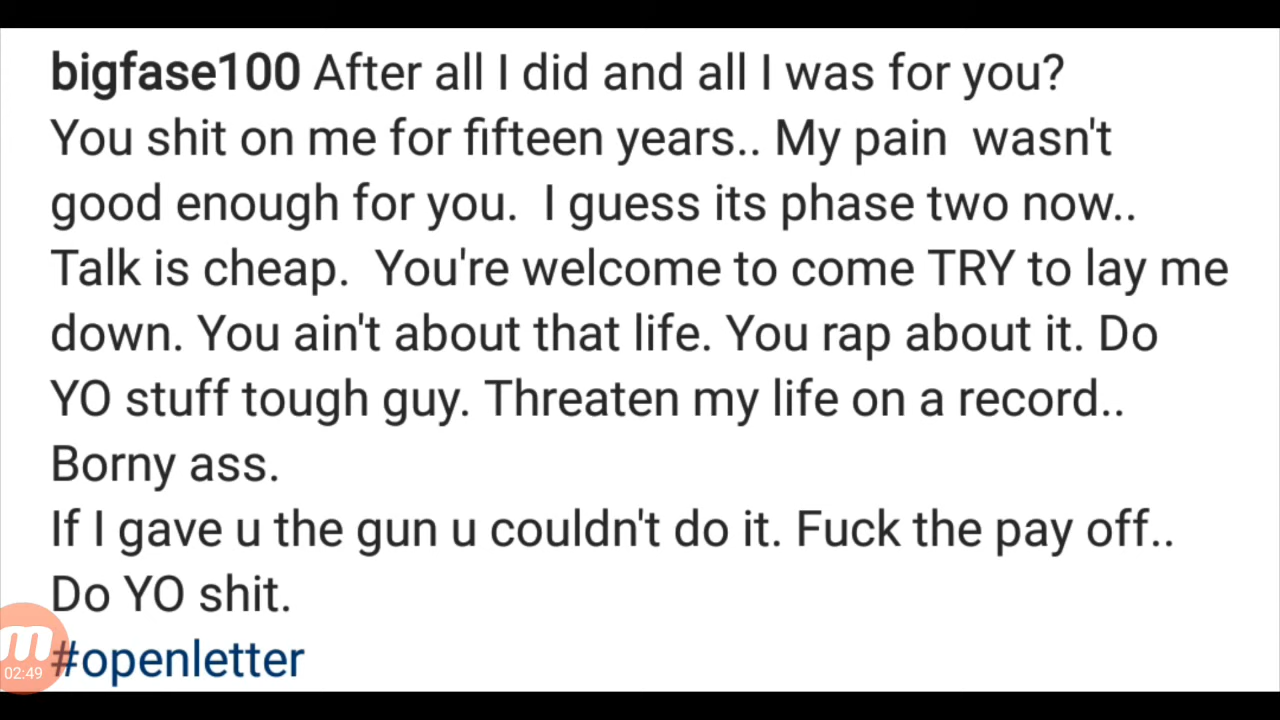 bigfase100 After all I did and all I was for you?
You shit on me for fifteen years.. My pain  wasn't
good enough for you.  I guess its phase two now..
Talk is cheap.  You're welcome to come TRY to lay me
down. You ain't about that life. You rap about it. Do
YO stuff tough guy. Threaten my life on a record..
Borny ass.
If I gave u the gun u couldn't do it. Fuck the pay off..
Do YO shit.
#openletter
m
02:49